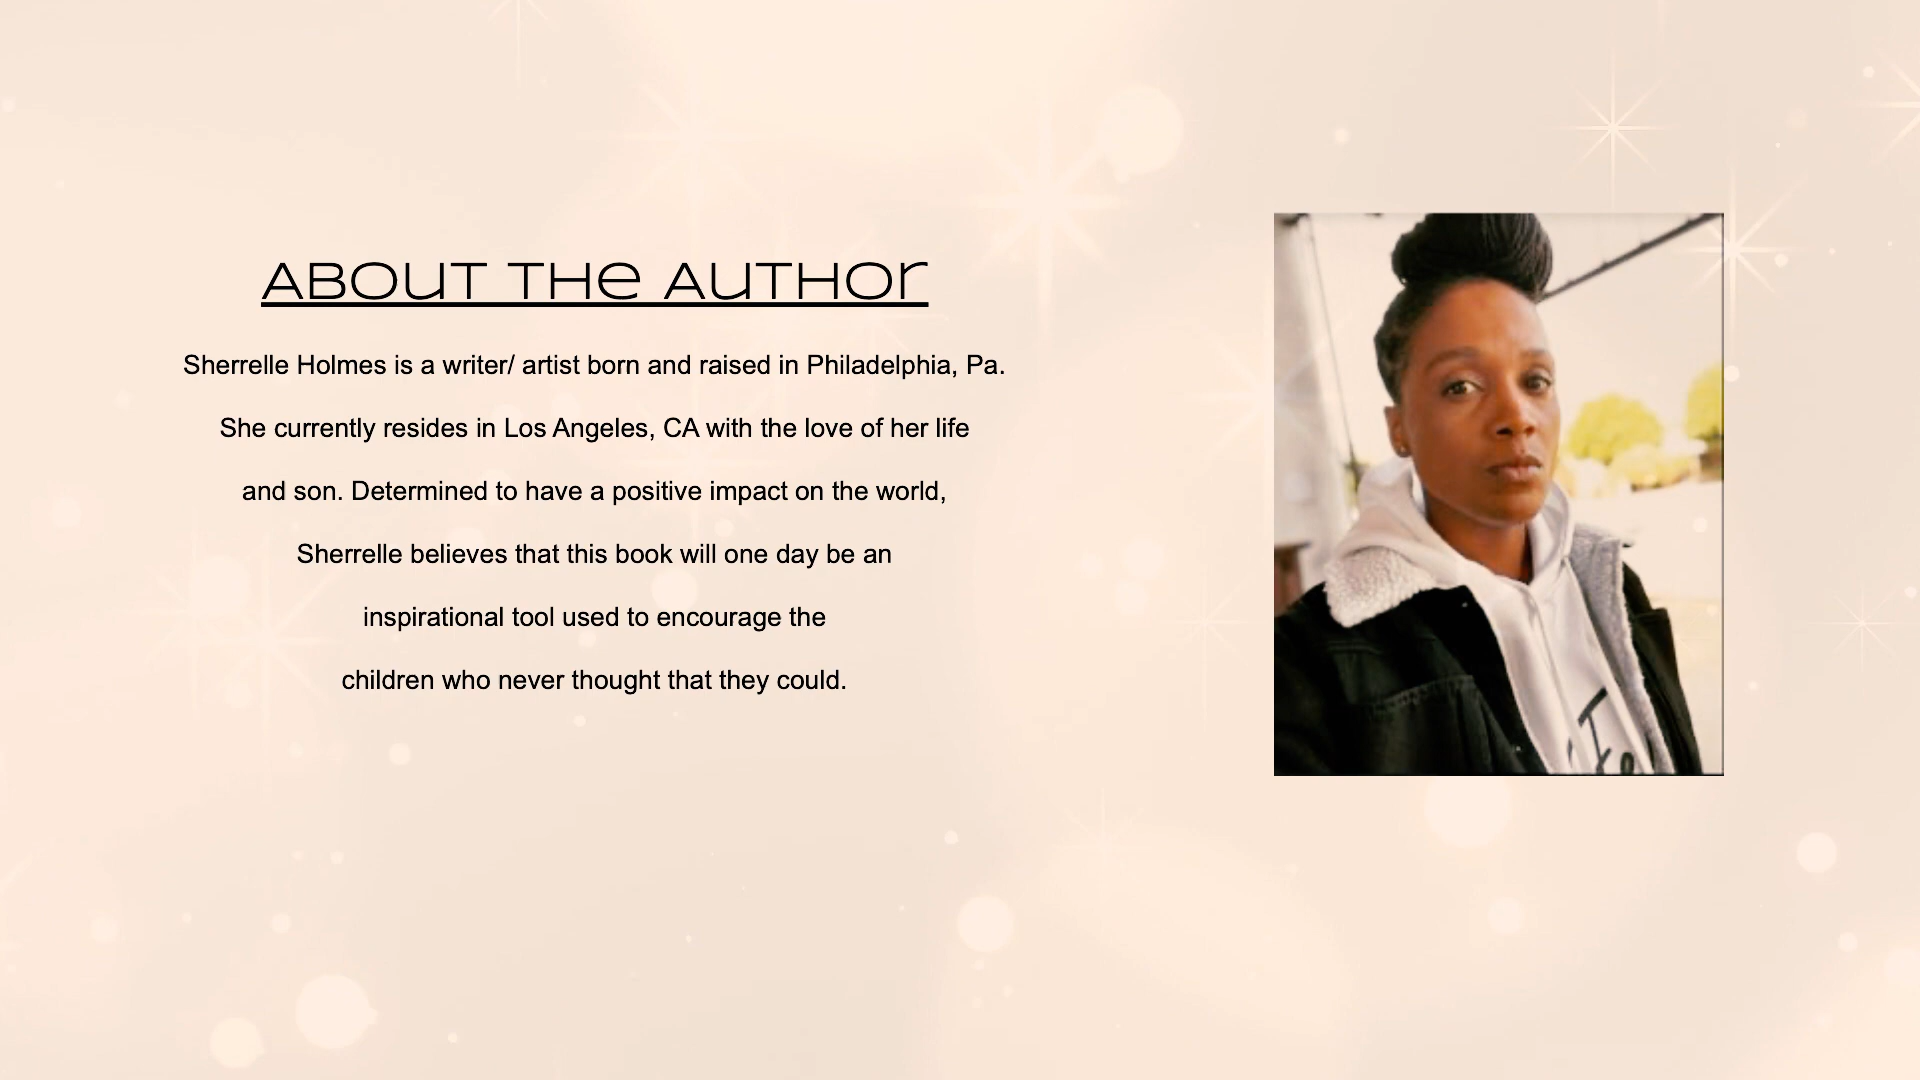 About The Author
Sherrelle Holmes is a writer/ artist born and raised in Philadelphia, Pa.
She currently resides in Los Angeles, CA with the love of her life
and son. Determined to have a positive impact on the world,
Sherrelle believes that this book will one day be an
inspirational tool used to encourage the
children who never thought that they could.